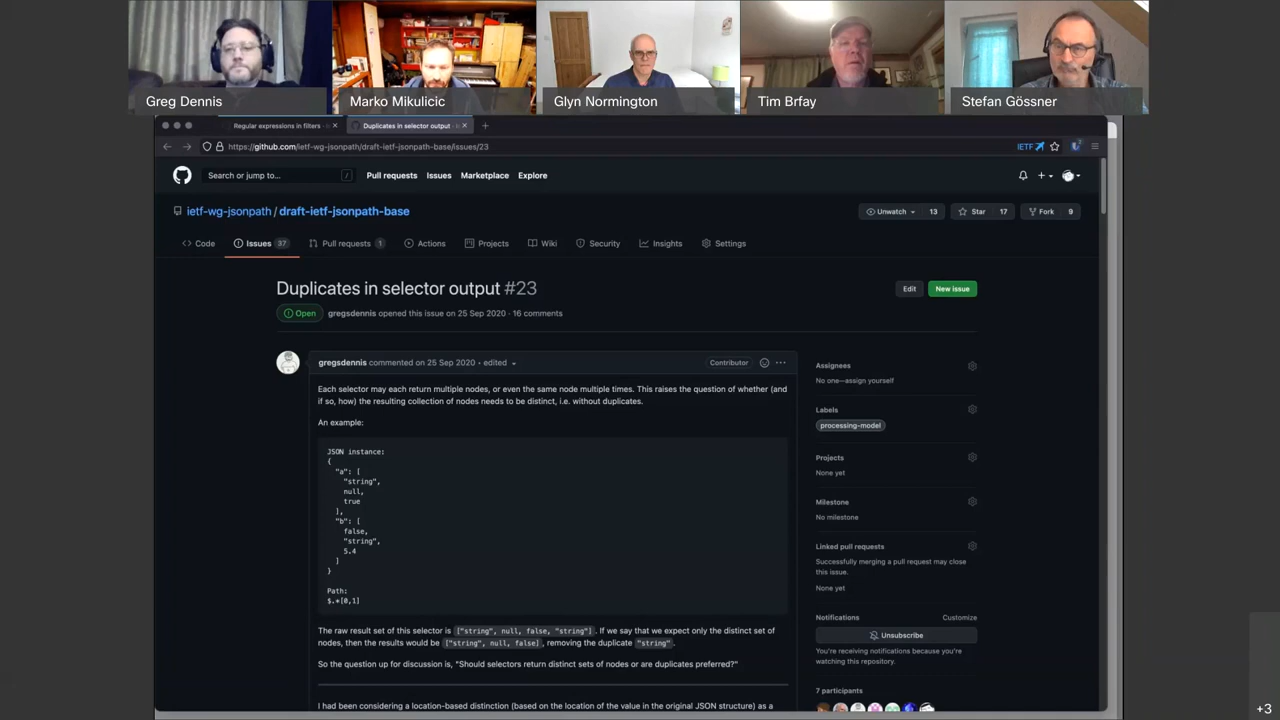 Greg Dennis
Marko Mikulicic
Glyn Normington
Tim Brfay
Stefan Gössner
Regular expressions in filters
Duplicates in selector output
https://github.com/ietf-wg-jsonpath/draft-ietf-jsonpath-base/issues/23
IETF
Search or jump to...
/
Pull requests
Issues
Marketplace
Explore
ietf-wg-jsonpath / draft-ietf-jsonpath-base
Unwatch 13
Star 17
Fork 9
Code
Issues 37
Pull requests 1
Actions
Projects
Wiki
Security
Insights
Settings
Duplicates in selector output #23
Edit
New issue
Open
gregsdennis opened this issue on 25 Sep 2020 · 16 comments
gregsdennis commented on 25 Sep 2020 • edited
Contributor
Each selector may each return multiple nodes, or even the same node multiple times. This raises the question of whether (and
if so, how) the resulting collection of nodes needs to be distinct, i.e. without duplicates.
An example:
JSON instance:
{
"a": [
"string",
null,
true
],
"b": [
false,
"string",
5.4
]
}
Path:
$.*[0,1]
The raw result set of this selector is ["string", null, false, "string"]. If we say that we expect only the distinct set of
nodes, then the results would be ["string", null, false], removing the duplicate "string".
So the question up for discussion is, "Should selectors return distinct sets of nodes or are duplicates preferred?"
I had been considering a location-based distinction (based on the location of the value in the original JSON structure) as a
Assignees
No one—assign yourself
Labels
processing-model
Projects
None yet
Milestone
No milestone
Linked pull requests
Successfully merging a pull request may close
this issue.
None yet
Notifications
Customize
Unsubscribe
You're receiving notifications because you're
watching this repository.
7 participants
+3